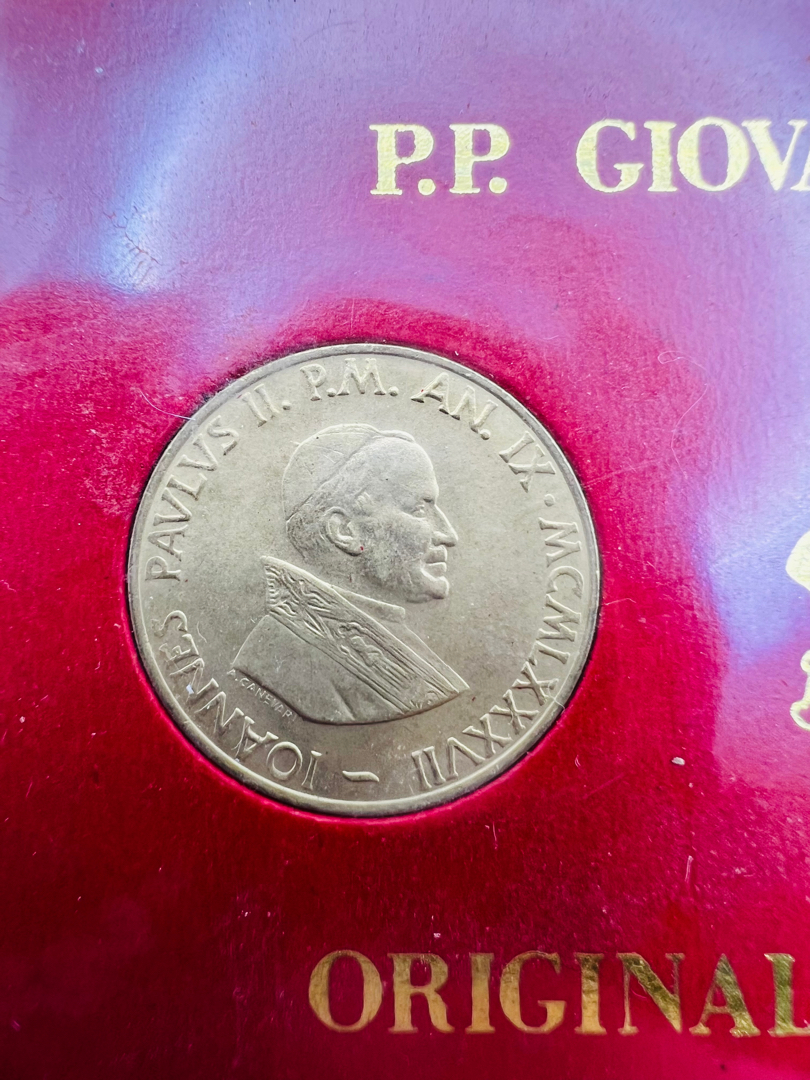 P.P. GIOVA
IOANNES PAVLVS II. P.M. AN. IX · MCMLXXXVII –
A. CANEVARI
ORIGINAL